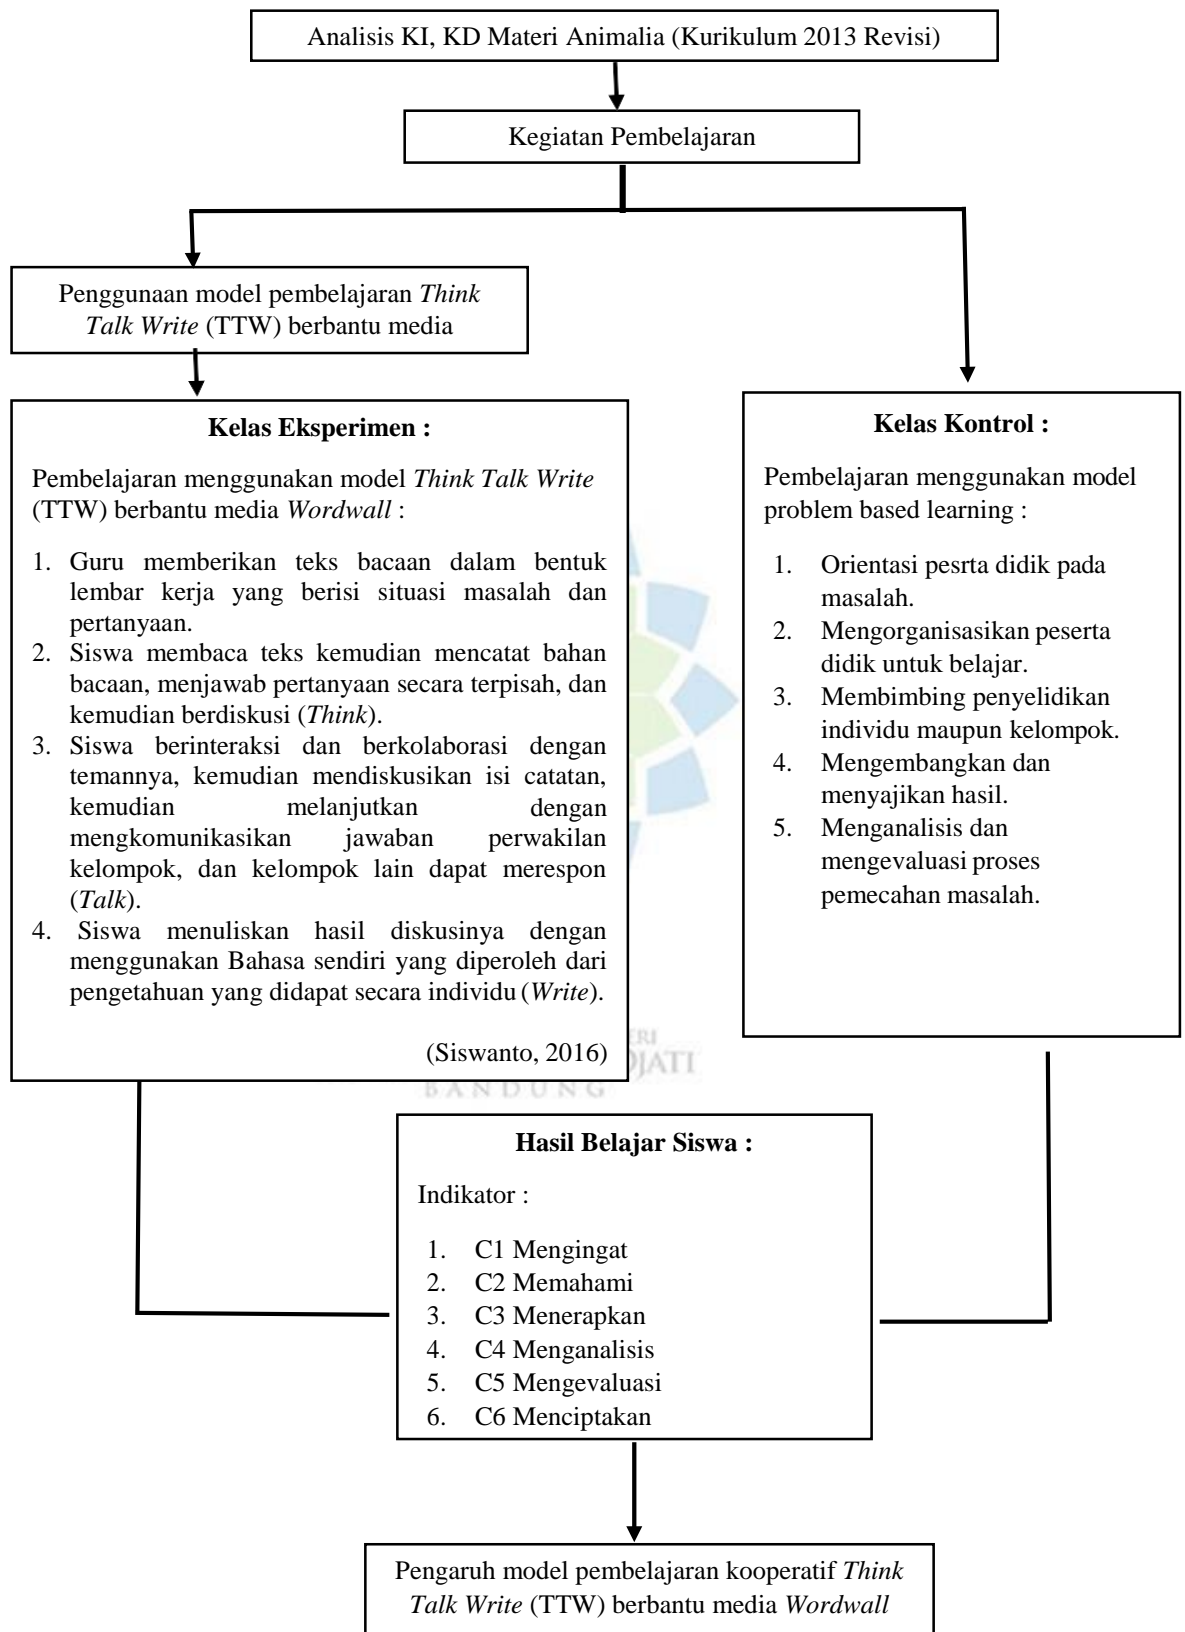 Analisis KI, KD Materi Animalia (Kurikulum 2013 Revisi)
Kegiatan Pembelajaran
Penggunaan model pembelajaran Think
Talk Write (TTW) berbantu media
Kelas Eksperimen :
Pembelajaran menggunakan model Think Talk Write
(TTW) berbantu media Wordwall :
1. Guru memberikan teks bacaan dalam bentuk
lembar kerja yang berisi situasi masalah dan
pertanyaan.
2. Siswa membaca teks kemudian mencatat bahan
bacaan, menjawab pertanyaan secara terpisah, dan
kemudian berdiskusi (Think).
3. Siswa berinteraksi dan berkolaborasi dengan
temannya, kemudian mendiskusikan isi catatan,
kemudian melanjutkan dengan
mengkomunikasikan jawaban perwakilan
kelompok, dan kelompok lain dapat merespon
(Talk).
4. Siswa menuliskan hasil diskusinya dengan
menggunakan Bahasa sendiri yang diperoleh dari
pengetahuan yang didapat secara individu (Write).
(Siswanto, 2016)
Kelas Kontrol :
Pembelajaran menggunakan model
problem based learning :
1. Orientasi pesrta didik pada
masalah.
2. Mengorganisasikan peserta
didik untuk belajar.
3. Membimbing penyelidikan
individu maupun kelompok.
4. Mengembangkan dan
menyajikan hasil.
5. Menganalisis dan
mengevaluasi proses
pemecahan masalah.
BANDUNG
Hasil Belajar Siswa :
Indikator :
1. C1 Mengingat
2. C2 Memahami
3. C3 Menerapkan
4. C4 Menganalisis
5. C5 Mengevaluasi
6. C6 Menciptakan
Pengaruh model pembelajaran kooperatif Think
Talk Write (TTW) berbantu media Wordwall